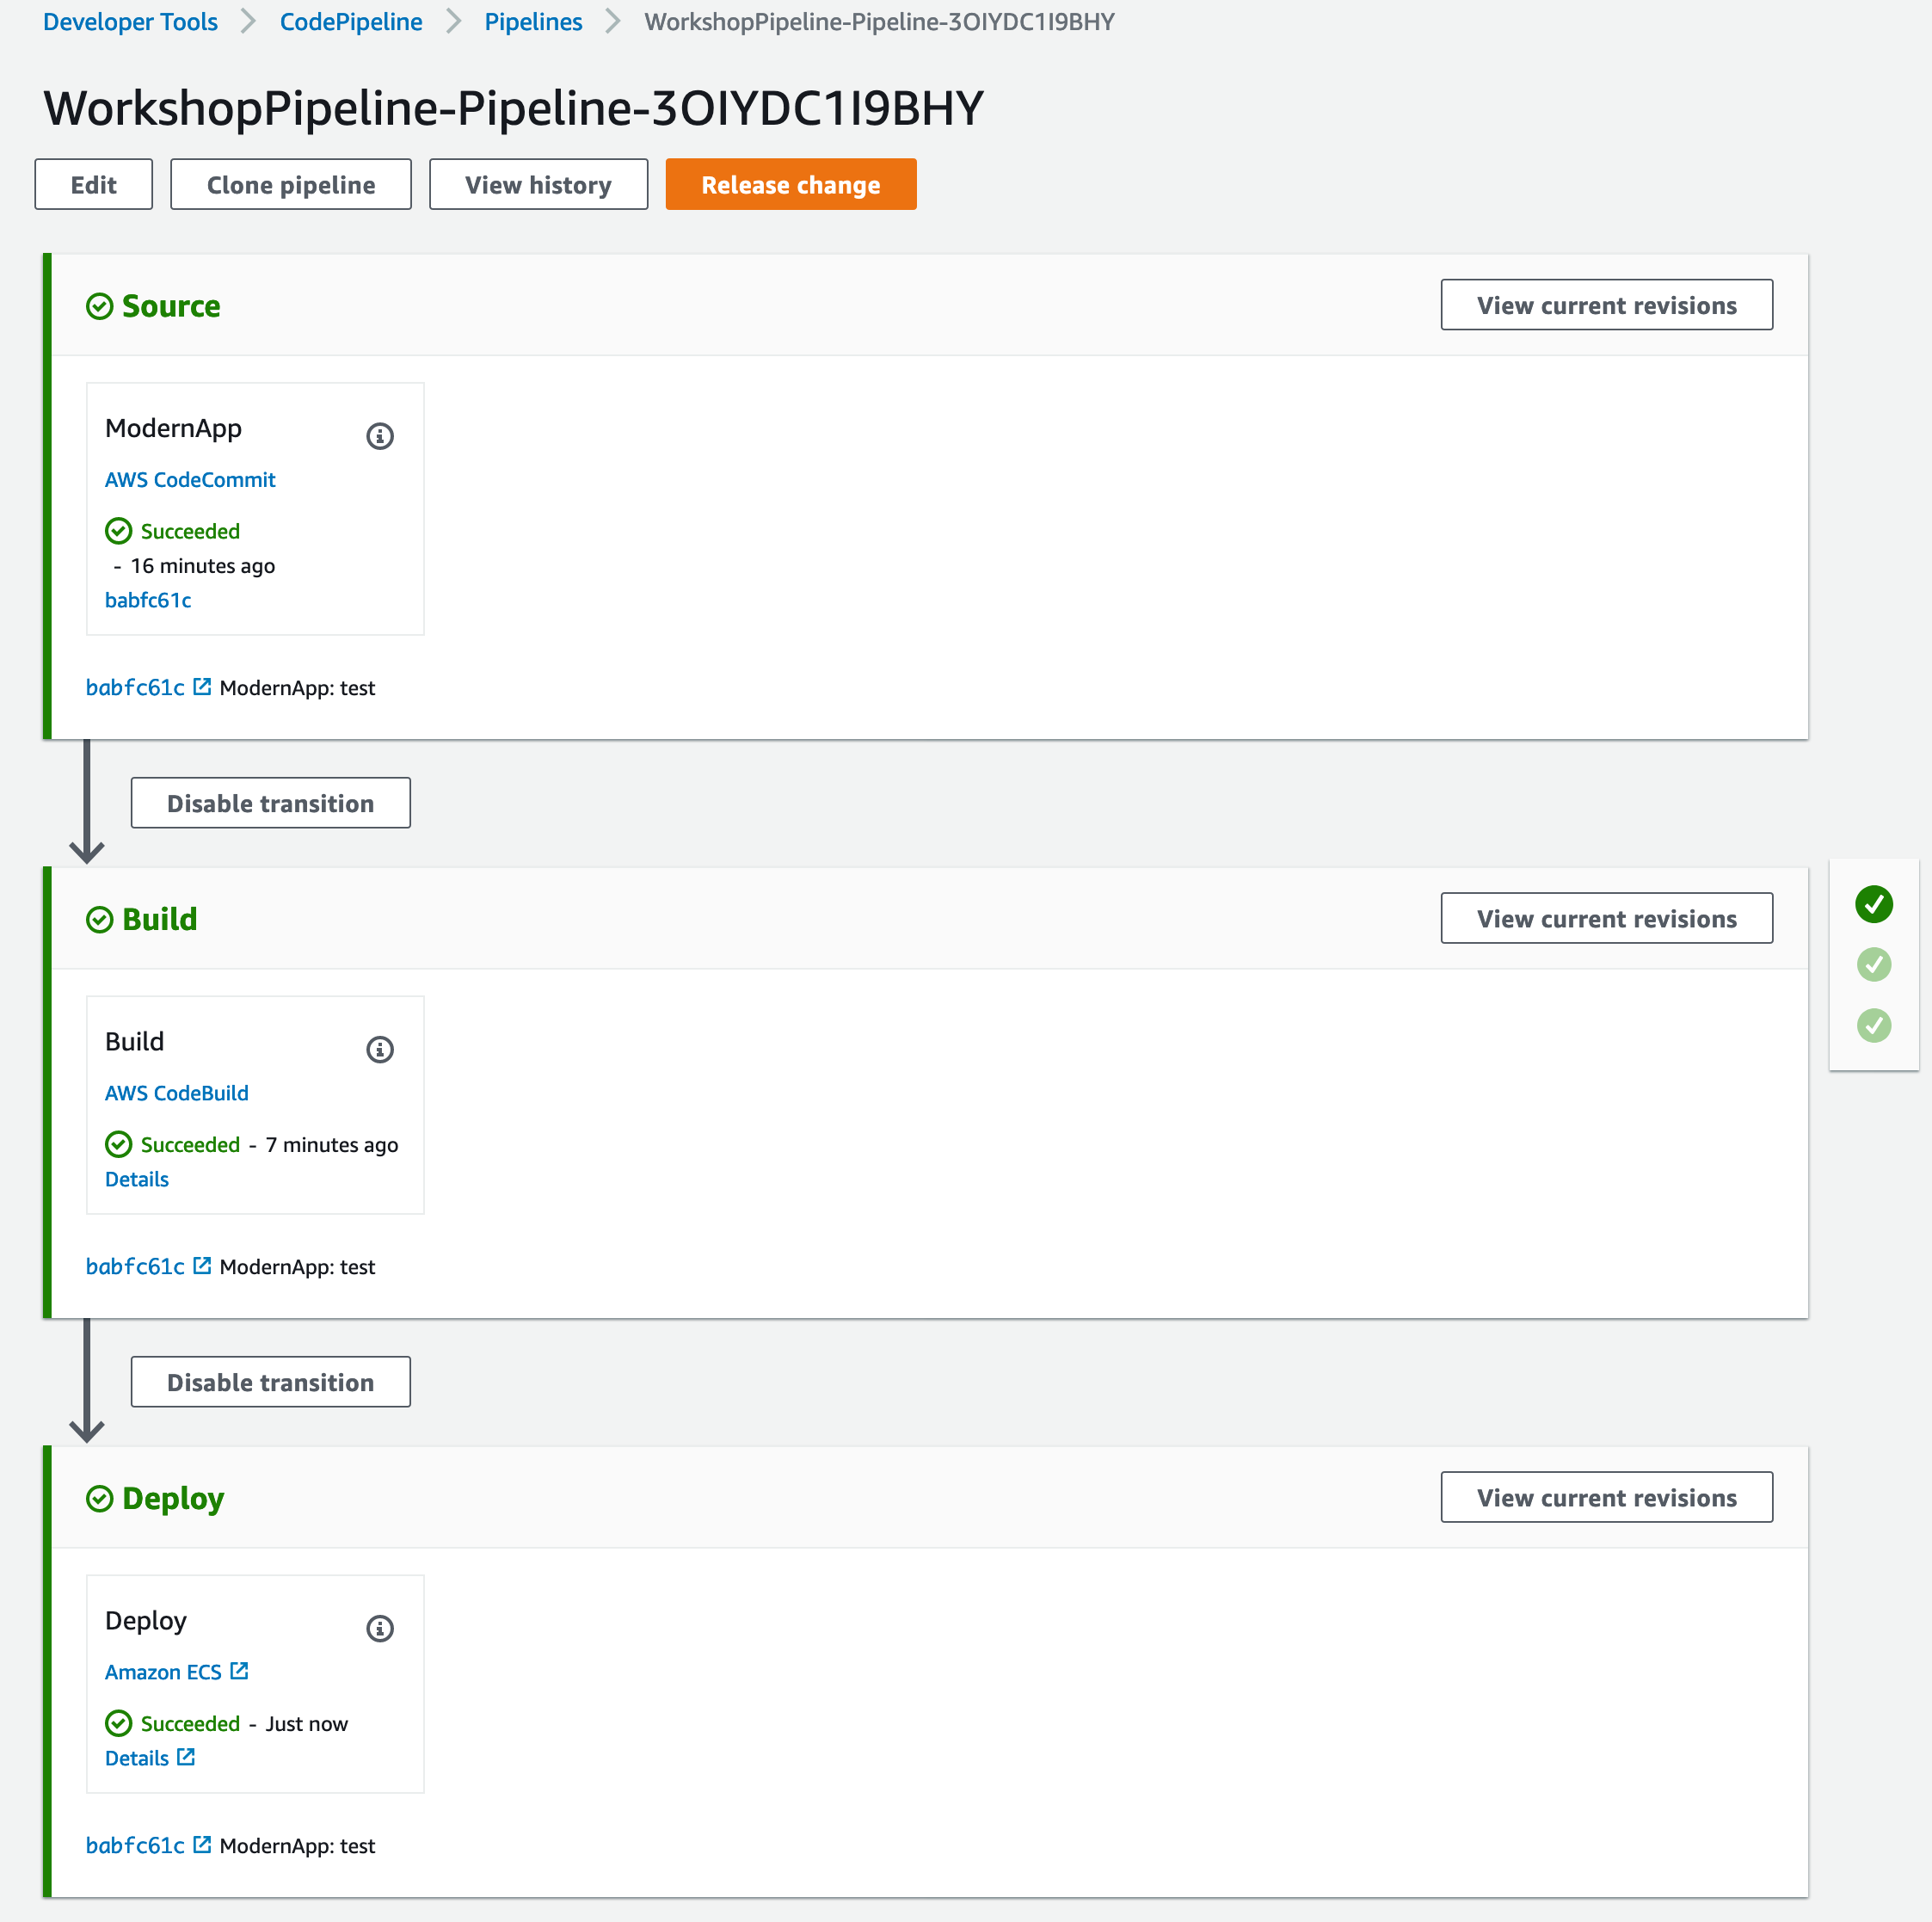 Developer Tools > CodePipeline > Pipelines > WorkshopPipeline-Pipeline-3OIYDC1I9BHY
WorkshopPipeline-Pipeline-3OIYDC1I9BHY
Edit Clone pipeline View history Release change
Source View current revisions
ModernApp
AWS CodeCommit
Succeeded
- 16 minutes ago
babfc61c
babfc61c ModernApp: test
Disable transition
Build View current revisions
Build
AWS CodeBuild
Succeeded - 7 minutes ago
Details
babfc61c ModernApp: test
Disable transition
Deploy View current revisions
Deploy
Amazon ECS
Succeeded - Just now
Details
babfc61c ModernApp: test